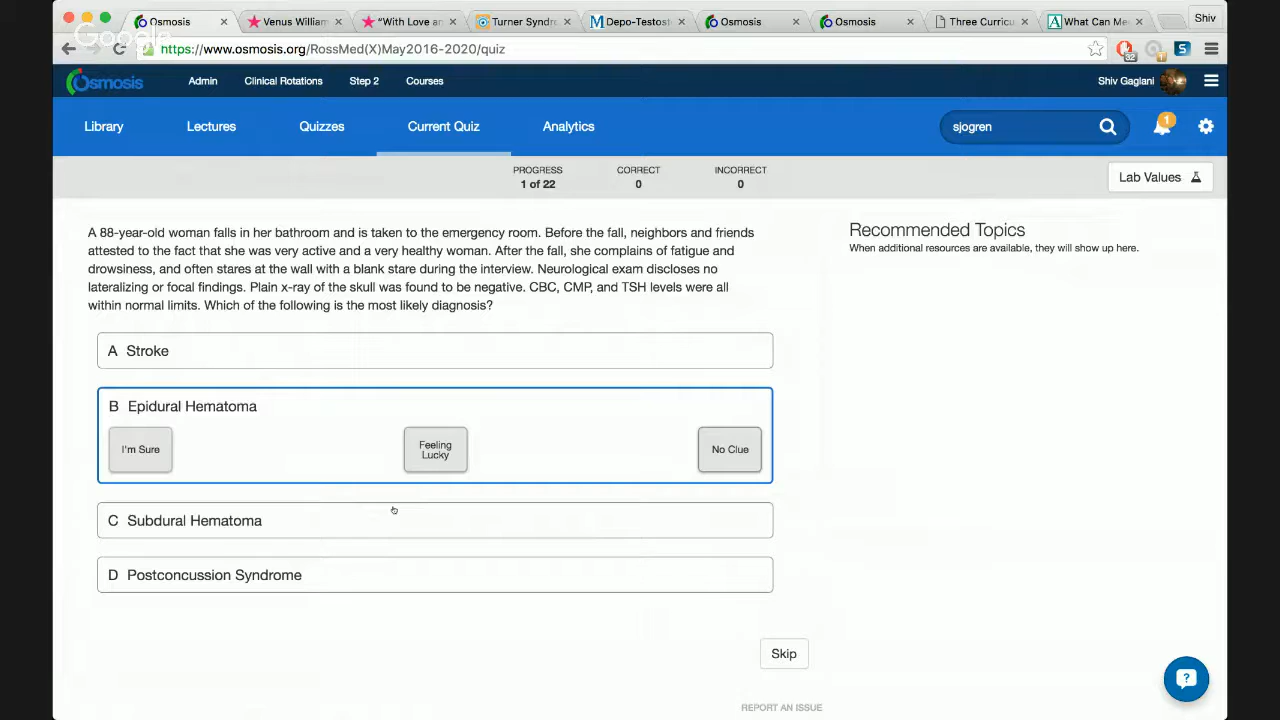 Osmosis
Venus William
"With Love an
Turner Syndr
Depo-Testost
Osmosis
Osmosis
Three Curricu
What Can Me
Shiv
Google
https://www.osmosis.org/RossMed(X)May2016-2020/quiz
32
1
S
Osmosis
Admin
Clinical Rotations
Step 2
Courses
Shiv Gaglani
Library
Lectures
Quizzes
Current Quiz
Analytics
sjogren
1
PROGRESS
1 of 22
CORRECT
0
INCORRECT
0
Lab Values
A 88-year-old woman falls in her bathroom and is taken to the emergency room. Before the fall, neighbors and friends
attested to the fact that she was very active and a very healthy woman. After the fall, she complains of fatigue and
drowsiness, and often stares at the wall with a blank stare during the interview. Neurological exam discloses no
lateralizing or focal findings. Plain x-ray of the skull was found to be negative. CBC, CMP, and TSH levels were all
within normal limits. Which of the following is the most likely diagnosis?
Recommended Topics
When additional resources are available, they will show up here.
A Stroke
B Epidural Hematoma
I'm Sure
Feeling
Lucky
No Clue
C Subdural Hematoma
D Postconcussion Syndrome
Skip
?
REPORT AN ISSUE